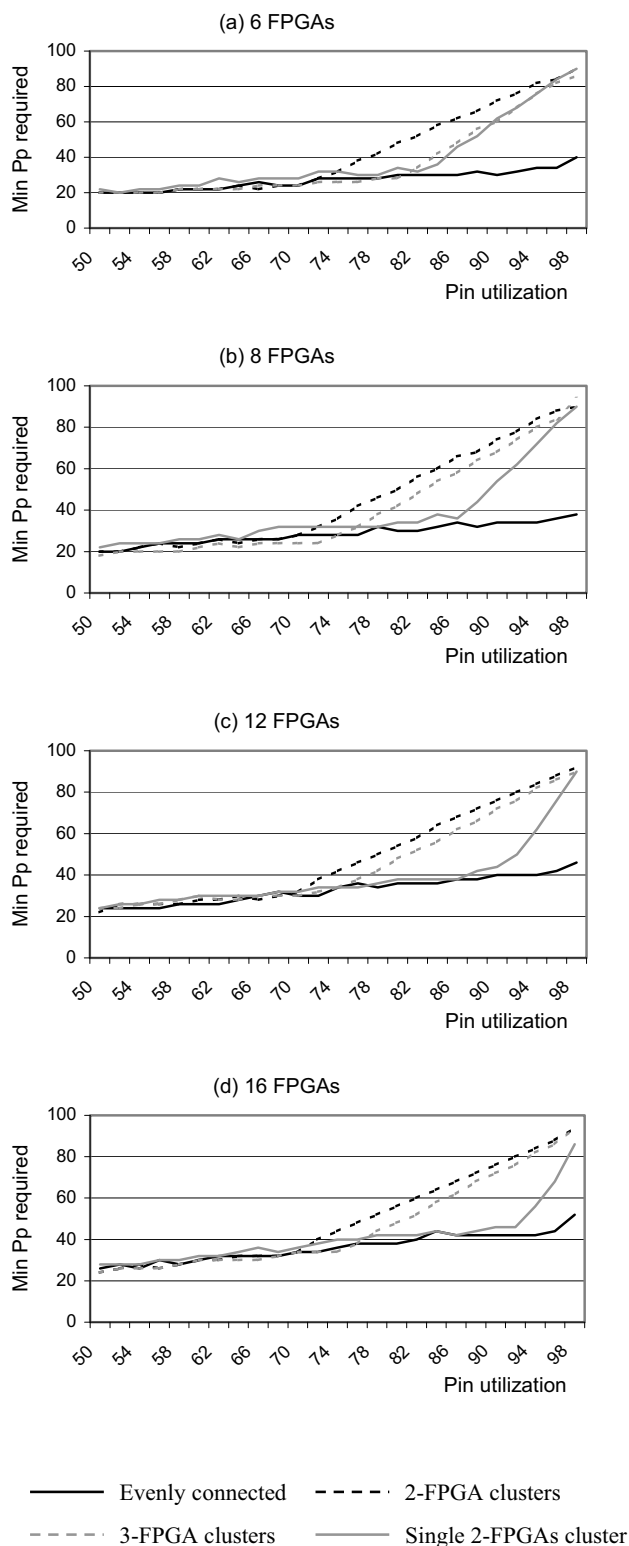 (a) 6 FPGAs
Min Pp required
100
80
60
40
20
0
50 54 58 62 66 70 74 78 82 86 90 94 98
Pin utilization
(b) 8 FPGAs
Min Pp required
100
80
60
40
20
0
50 54 58 62 66 70 74 78 82 86 90 94 98
Pin utilization
(c) 12 FPGAs
Min Pp required
100
80
60
40
20
0
50 54 58 62 66 70 74 78 82 86 90 94 98
Pin utilization
(d) 16 FPGAs
Min Pp required
100
80
60
40
20
0
50 54 58 62 66 70 74 78 82 86 90 94 98
Pin utilization
Evenly connected 2-FPGA clusters
3-FPGA clusters Single 2-FPGAs cluster